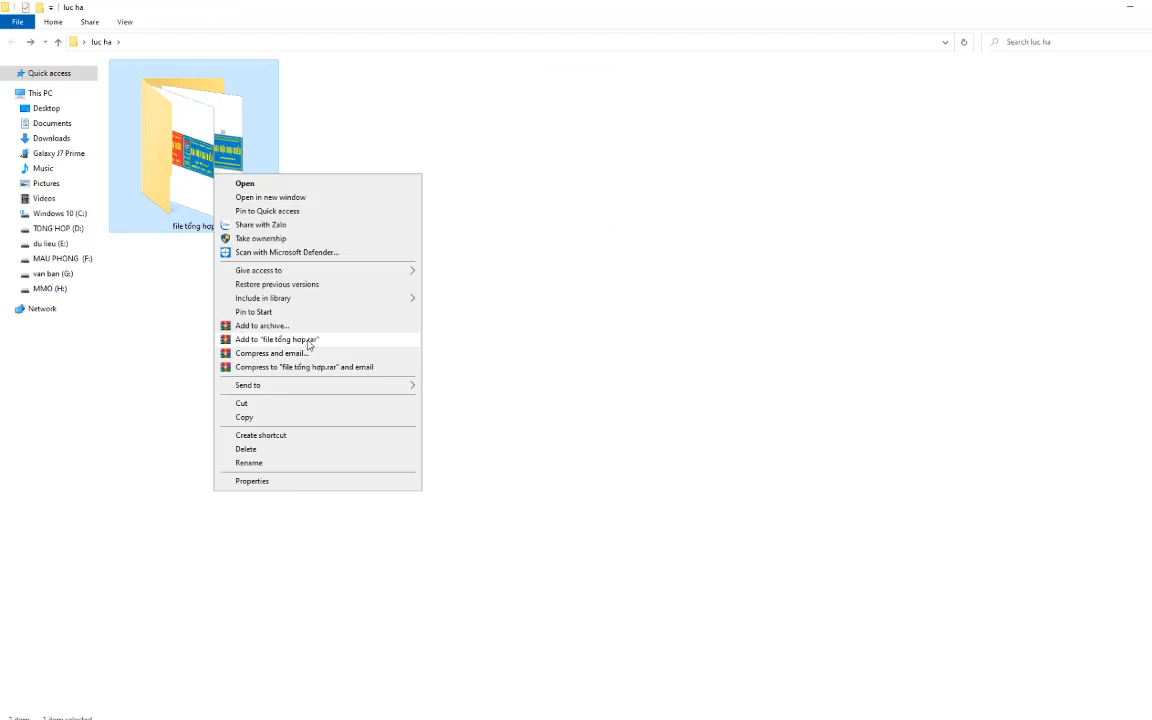 luc ha
File Home Share View
luc ha
Search luc ha
Quick access
This PC
Desktop
Documents
Downloads
Galaxy J7 Prime
Music
Pictures
Videos
Windows 10 (C:)
TONG HOP (D:)
du lieu (E:)
MAU PHONG (F:)
van ban (G:)
MMO (H:)
Network
file tổng hợp
Open
Open in new window
Pin to Quick access
Share with Zalo
Take ownership
Scan with Microsoft Defender...
Give access to
Restore previous versions
Include in library
Pin to Start
Add to archive...
Add to "file tổng hợp.rar"
Compress and email...
Compress to "file tổng hợp.rar" and email
Send to
Cut
Copy
Create shortcut
Delete
Rename
Properties
1 item 1 item selected